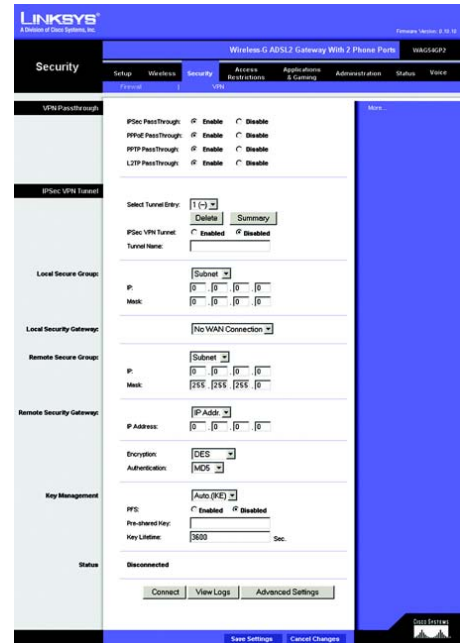 LINKSYS®
A Division of Cisco Systems, Inc.
Firmware Version: 0.10.10
Wireless-G ADSL2 Gateway With 2 Phone Ports WAG54GP2
Security
Setup Wireless Security Access Restrictions Applications & Gaming Administration Status Voice
Firewall | VPN
VPN Passthrough
More...
IPSec PassThrough: Enable Disable
PPPoE PassThrough: Enable Disable
PPTP PassThrough: Enable Disable
L2TP PassThrough: Enable Disable
IPSec VPN Tunnel
Select Tunnel Entry: 1 (--)
Delete Summary
IPSec VPN Tunnel: Enabled Disabled
Tunnel Name:
Local Secure Group: Subnet
IP: 0 . 0 . 0 . 0
Mask: 0 . 0 . 0 . 0
Local Security Gateway: No WAN Connection
Remote Secure Group: Subnet
IP: 0 . 0 . 0 . 0
Mask: 255 . 255 . 255 . 0
Remote Security Gateway: IP Addr.
IP Address: 0 . 0 . 0 . 0
Encryption: DES
Authentication: MD5
Key Management Auto.(IKE)
PFS: Enabled Disabled
Pre-shared Key:
Key Lifetime: 3600 Sec.
Status Disconnected
Connect View Logs Advanced Settings
Save Settings Cancel Changes
CISCO SYSTEMS